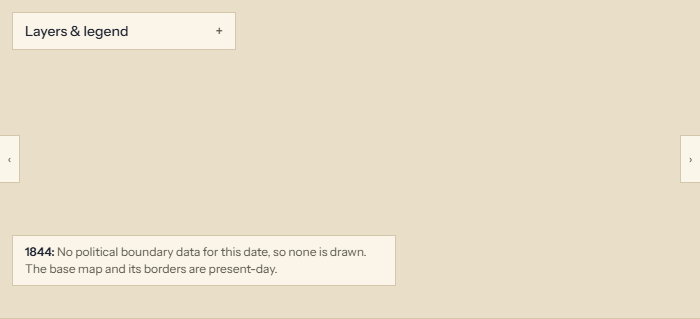 Layers & legend +
‹
›
1844: No political boundary data for this date, so none is drawn.
The base map and its borders are present-day.